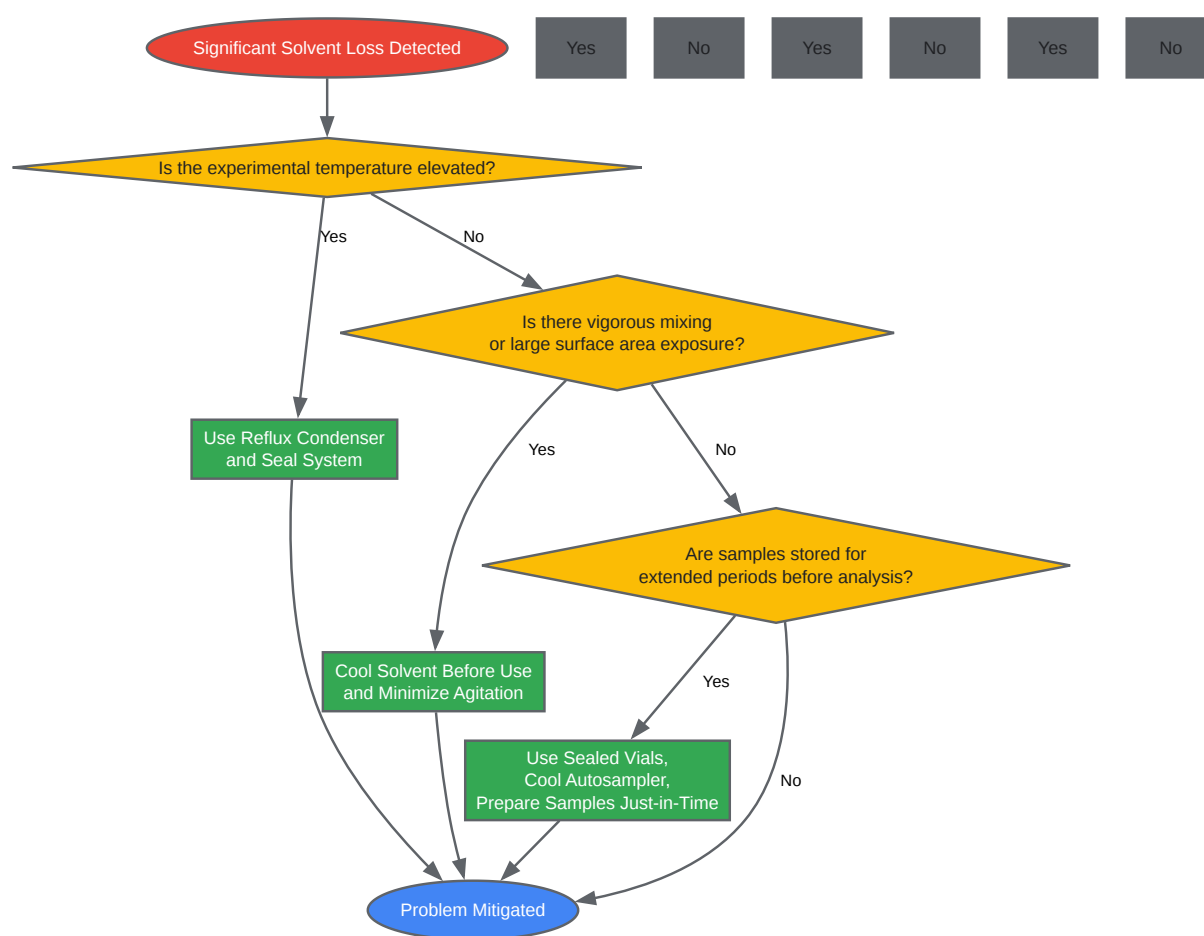 Significant Solvent Loss Detected
Yes
No
Yes
No
Yes
No
Is the experimental temperature elevated?
Yes
No
Is there vigorous mixing
or large surface area exposure?
Use Reflux Condenser
and Seal System
Yes
No
Are samples stored for
extended periods before analysis?
Cool Solvent Before Use
and Minimize Agitation
Yes
Use Sealed Vials,
Cool Autosampler,
Prepare Samples Just-in-Time
No
Problem Mitigated